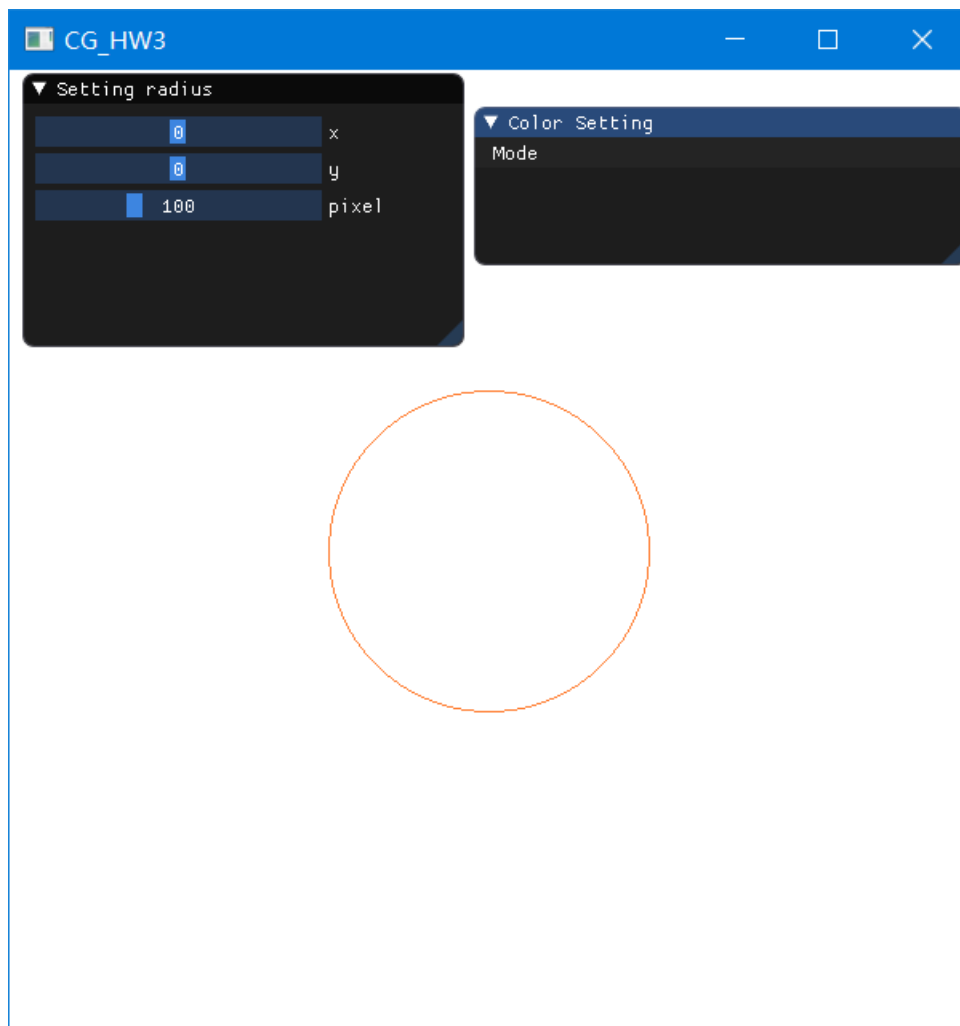 CG_HW3
Setting radius
0 x
0 y
100 pixel
Color Setting
Mode